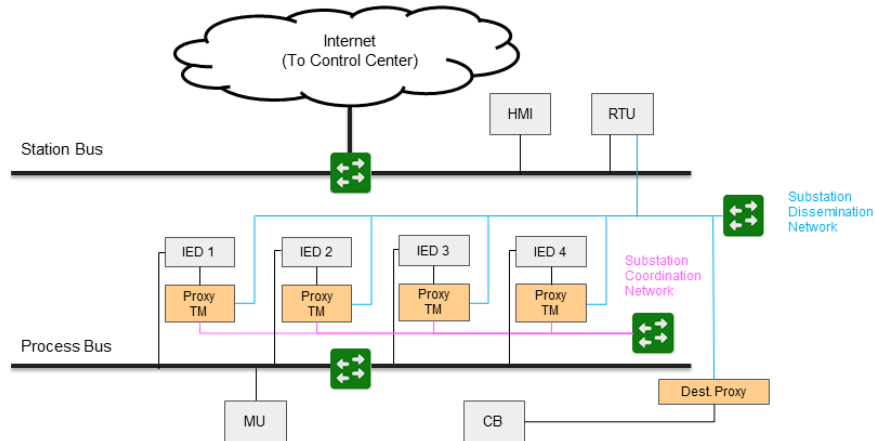 Internet
(To Control Center)
HMI
RTU
Station Bus
Substation
Dissemination
Network
IED 1
IED 2
IED 3
IED 4
Substation
Coordination
Network
Proxy
TM
Proxy
TM
Proxy
TM
Proxy
TM
Process Bus
Dest. Proxy
MU
CB